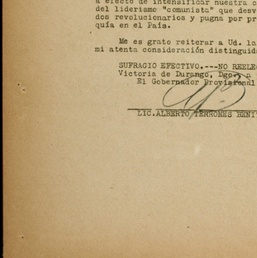 a efecto de intensificar nuestra c
del liderismo "comunista" que desv
dos revolucionarios y pugna por pr
quía en el País.
Me es grato reiterar a Ud. la
mi atenta consideración distinguid
SUFRAGIO EFECTIVO.---NO REELEC
Victoria de Durango, Dgo., a
El Gobernador Provisional
LIC. ALBERTO TERRONES BENI